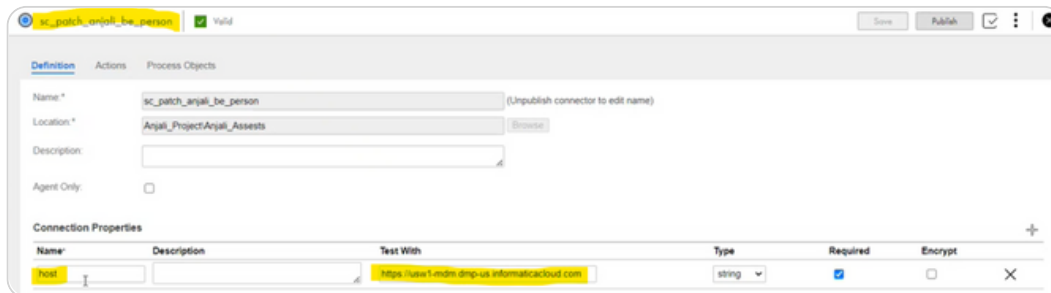 sc_patch_anjali_be_person Valid Save Publish
Definition Actions Process Objects
Name:* sc_patch_anjali_be_person (Unpublish connector to edit name)
Location:* Anjali_Project\Anjali_Assests Browse
Description:
Agent Only:
Connection Properties
Name* Description Test With Type Required Encrypt
host https://usw1-mdm.dmp-us.informaticacloud.com string